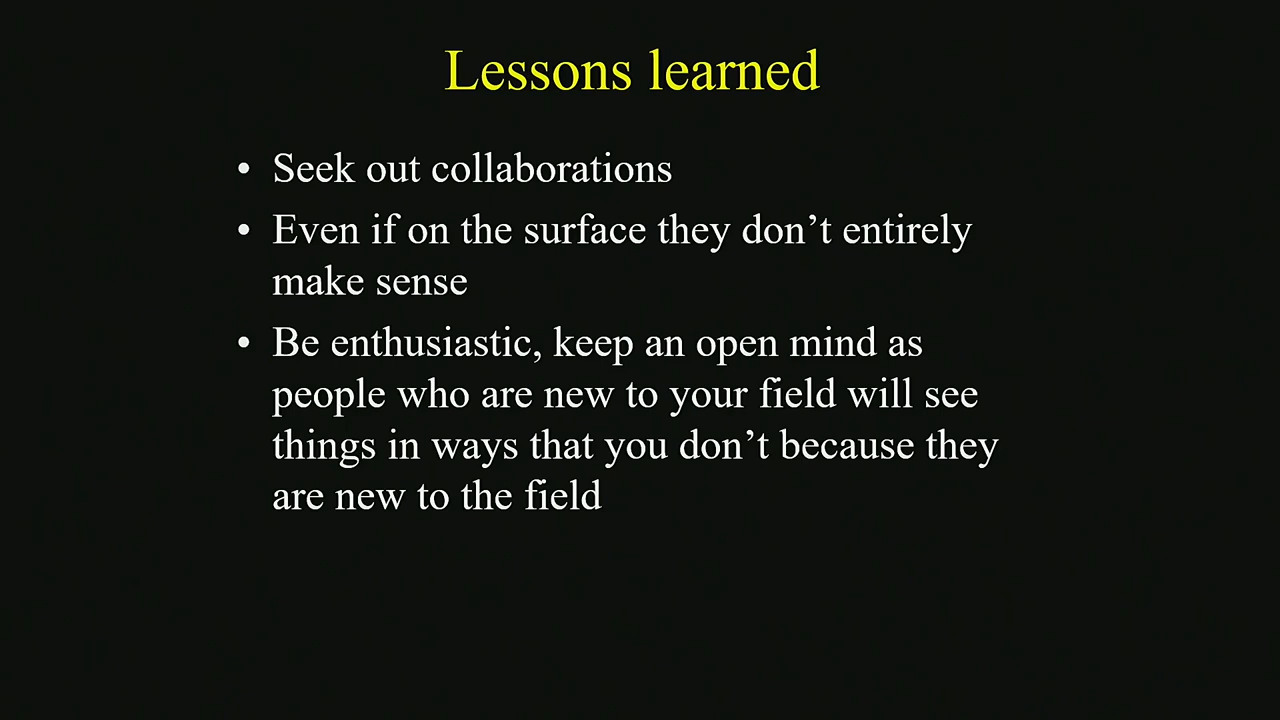 Lessons learned
• Seek out collaborations
• Even if on the surface they don’t entirely
make sense
• Be enthusiastic, keep an open mind as
people who are new to your field will see
things in ways that you don’t because they
are new to the field